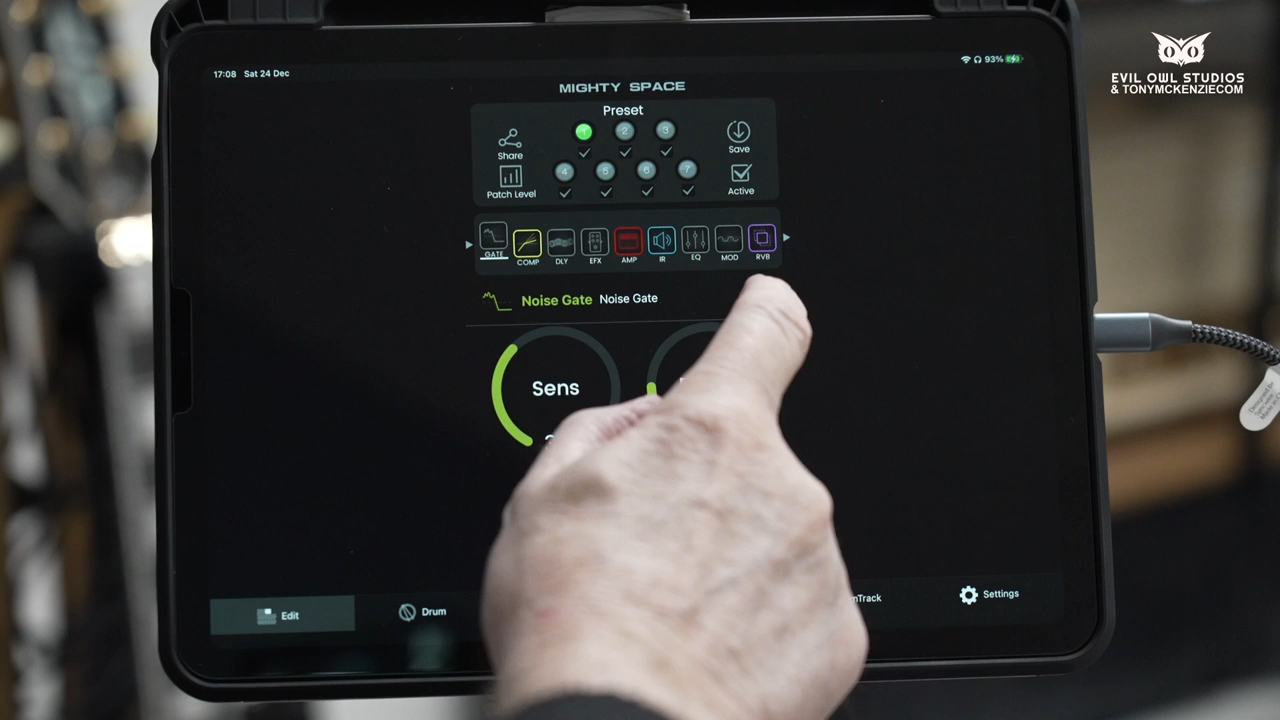 17:08 Sat 24 Dec
93%
EVIL OWL STUDIOS
& TONYMCKENZIECOM
MIGHTY SPACE
Preset
1 2 3
Share
Save
4 5 6 7
Patch Level
Active
GATE COMP DLY EFX AMP IR EQ MOD RVB
Noise Gate Noise Gate
Sens
Edit
Drum
Settings